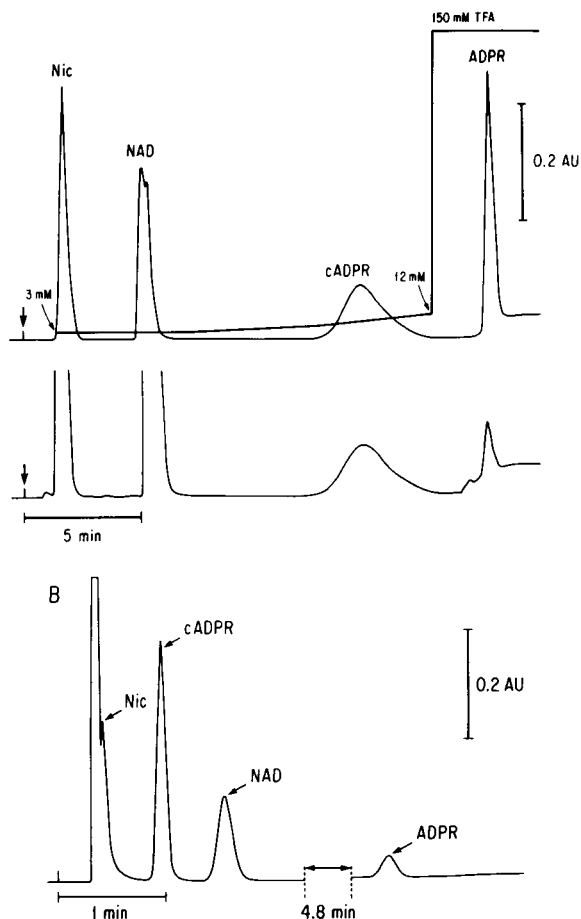 150 mM TFA
Nic
ADPR
NAD
0.2 AU
cADPR
3 mM
12 mM
5 min
B
cADPR
Nic
0.2 AU
NAD
ADPR
1 min
4.8 min